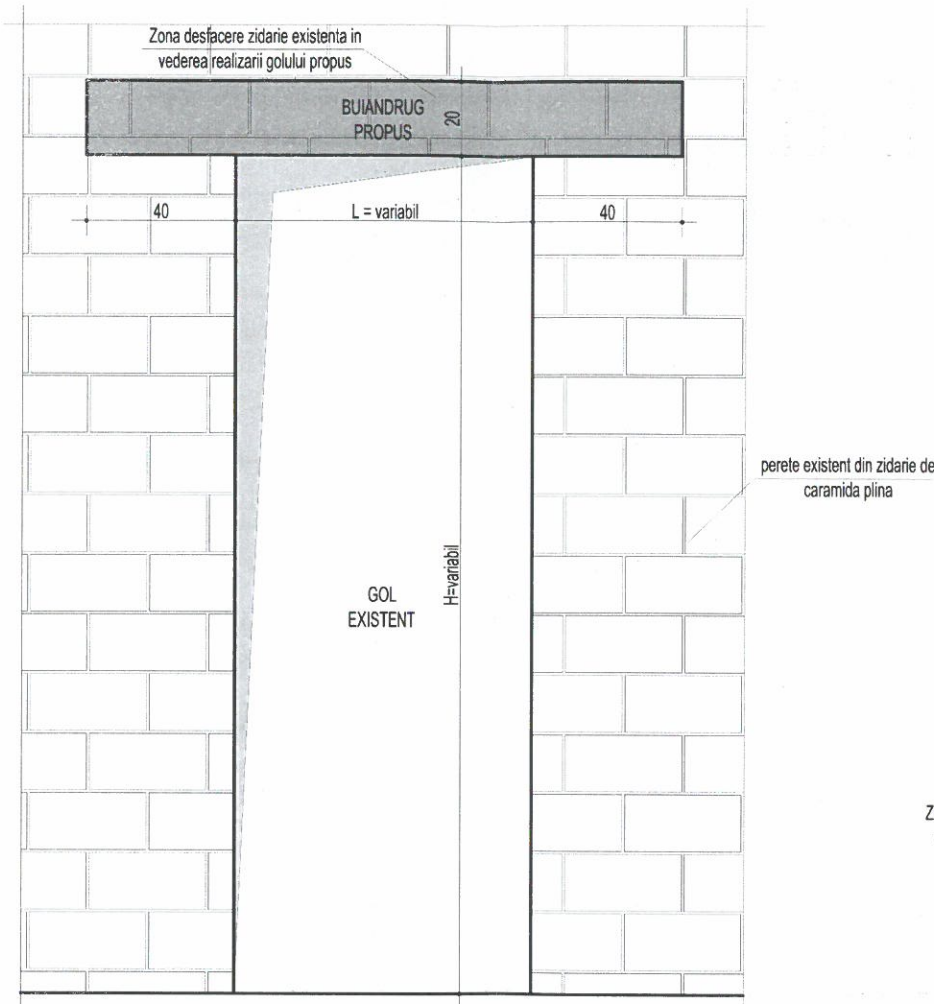 Zona desfacere zidarie existenta in
vederea realizarii golului propus
BUIANDRUG
PROPUS
20
40
L = variabil
40
perete existent din zidarie de
caramida plina
H=variabil
GOL
EXISTENT
Z